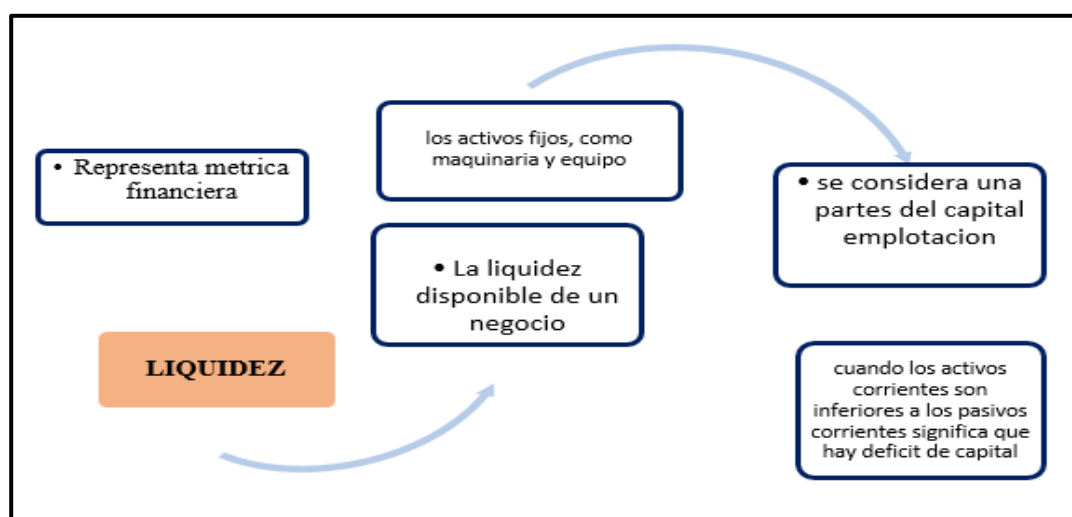 • Representa metrica
financiera
LIQUIDEZ
los activos fijos, como
maquinaria y equipo
• La liquidez
disponible de un
negocio
• se considera una
partes del capital
emplotacion
cuando los activos
corrientes son
inferiores a los pasivos
corrientes significa que
hay deficit de capital